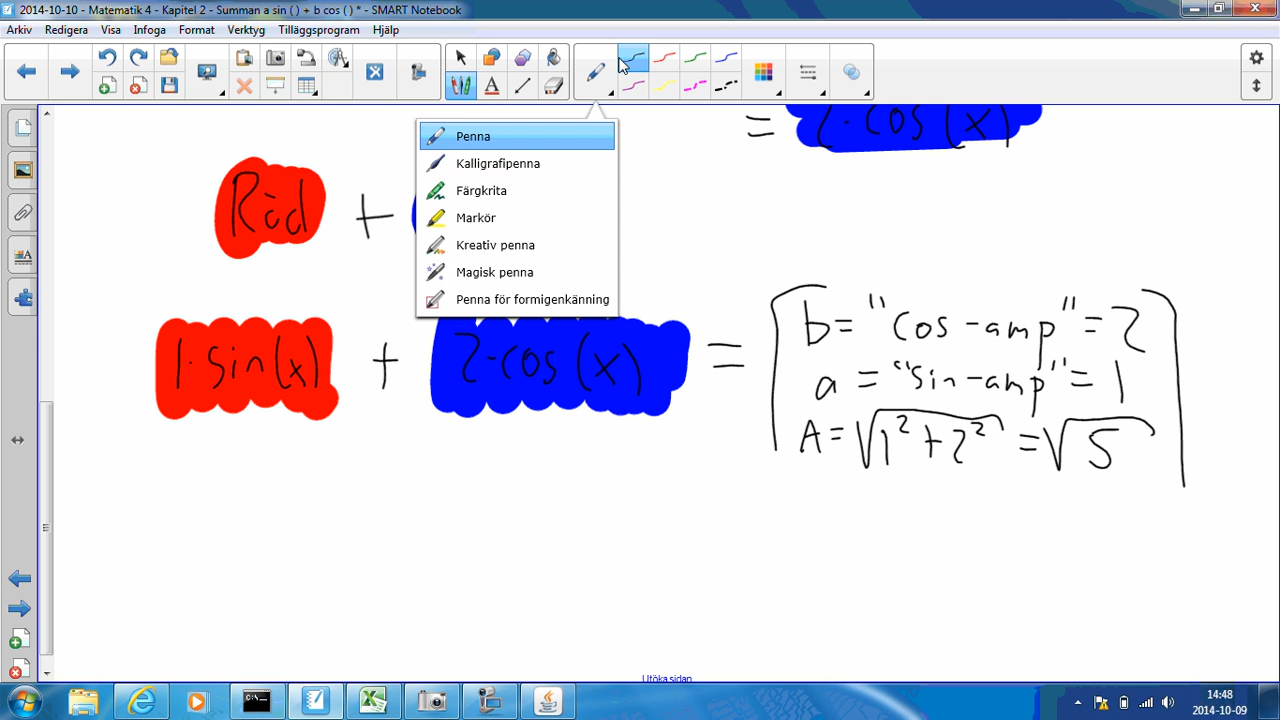 2014-10-10 - Matematik 4 - Kapitel 2 - Summan a sin ( ) + b cos ( ) * - SMART Notebook
Arkiv Redigera Visa Infoga Format Verktyg Tilläggsprogram Hjälp
= 2·cos(x)
Penna
Kalligrafipenna
Färgkrita
Markör
Kreativ penna
Magisk penna
Penna för formigenkänning
Röd +
1·sin(x) + 2·cos(x) =
b= "cos-amp"=2
a = "sin-amp"= 1
A=√1²+2² =√5
Utöka sidan
14:48
2014-10-09